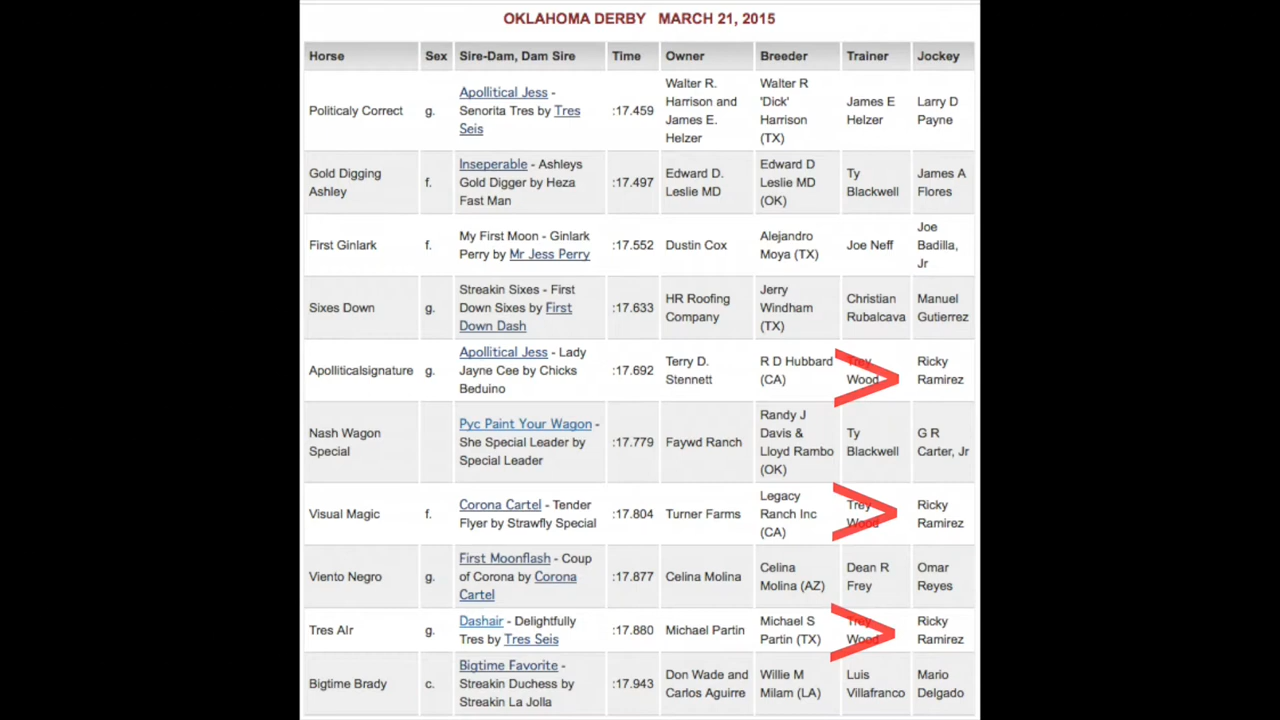 OKLAHOMA DERBY MARCH 21, 2015
Horse Sex Sire-Dam, Dam Sire Time Owner Breeder Trainer Jockey
Politicaly Correct g. Apollitical Jess - Senorita Tres by Tres Seis :17.459 Walter R. Harrison and James E. Helzer Walter R 'Dick' Harrison (TX) James E Helzer Larry D Payne
Gold Digging Ashley f. Inseperable - Ashleys Gold Digger by Heza Fast Man :17.497 Edward D. Leslie MD Edward D Leslie MD (OK) Ty Blackwell James A Flores
First Ginlark f. My First Moon - Ginlark Perry by Mr Jess Perry :17.552 Dustin Cox Alejandro Moya (TX) Joe Neff Joe Badilla, Jr
Sixes Down g. Streakin Sixes - First Down Sixes by First Down Dash :17.633 HR Roofing Company Jerry Windham (TX) Christian Rubalcava Manuel Gutierrez
Apolliticalsignature g. Apollitical Jess - Lady Jayne Cee by Chicks Beduino :17.692 Terry D. Stennett R D Hubbard (CA) Trey Wood Ricky Ramirez
Nash Wagon Special Pyc Paint Your Wagon - She Special Leader by Special Leader :17.779 Faywd Ranch Randy J Davis & Lloyd Rambo (OK) Ty Blackwell G R Carter, Jr
Visual Magic f. Corona Cartel - Tender Flyer by Strawfly Special :17.804 Turner Farms Legacy Ranch Inc (CA) Trey Wood Ricky Ramirez
Viento Negro g. First Moonflash - Coup of Corona by Corona Cartel :17.877 Celina Molina Celina Molina (AZ) Dean R Frey Omar Reyes
Tres AIr g. Dashair - Delightfully Tres by Tres Seis :17.880 Michael Partin Michael S Partin (TX) Trey Wood Ricky Ramirez
Bigtime Brady c. Bigtime Favorite - Streakin Duchess by Streakin La Jolla :17.943 Don Wade and Carlos Aguirre Willie M Milam (LA) Luis Villafranco Mario Delgado